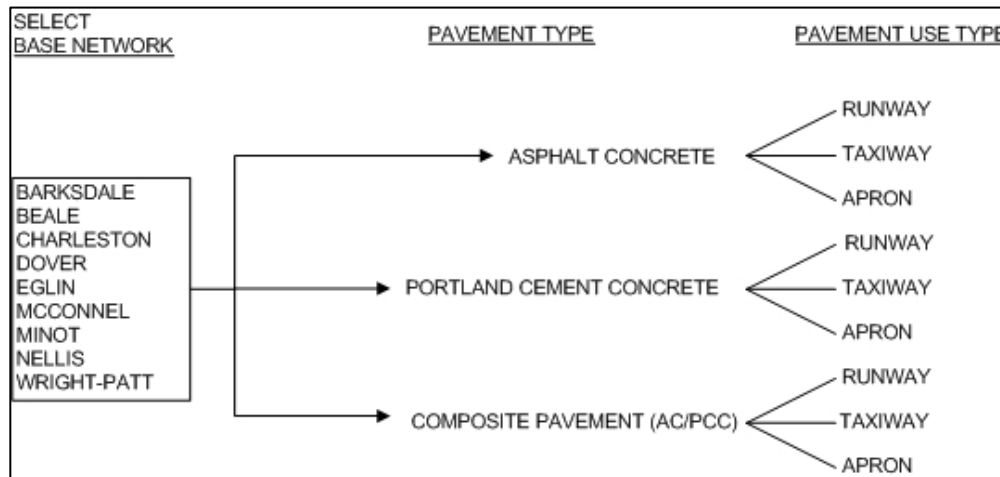 SELECT
BASE NETWORK
PAVEMENT TYPE
PAVEMENT USE TYPE
BARKSDALE
BEALE
CHARLESTON
DOVER
EGLIN
MCCONNEL
MINOT
NELLIS
WRIGHT-PATT
ASPHALT CONCRETE
RUNWAY
TAXIWAY
APRON
PORTLAND CEMENT CONCRETE
RUNWAY
TAXIWAY
APRON
COMPOSITE PAVEMENT (AC/PCC)
RUNWAY
TAXIWAY
APRON